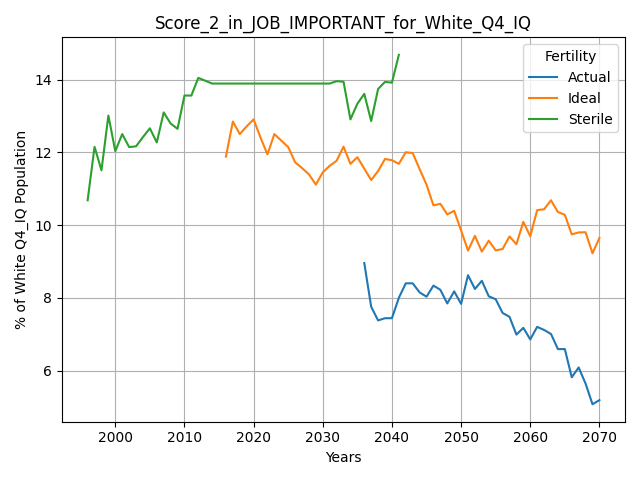 Score_2_in_JOB_IMPORTANT_for_White_Q4_IQ
% of White Q4_IQ Population
14
12
10
8
6
Fertility
Actual
Ideal
Sterile
2000 2010 2020 2030 2040 2050 2060 2070
Years